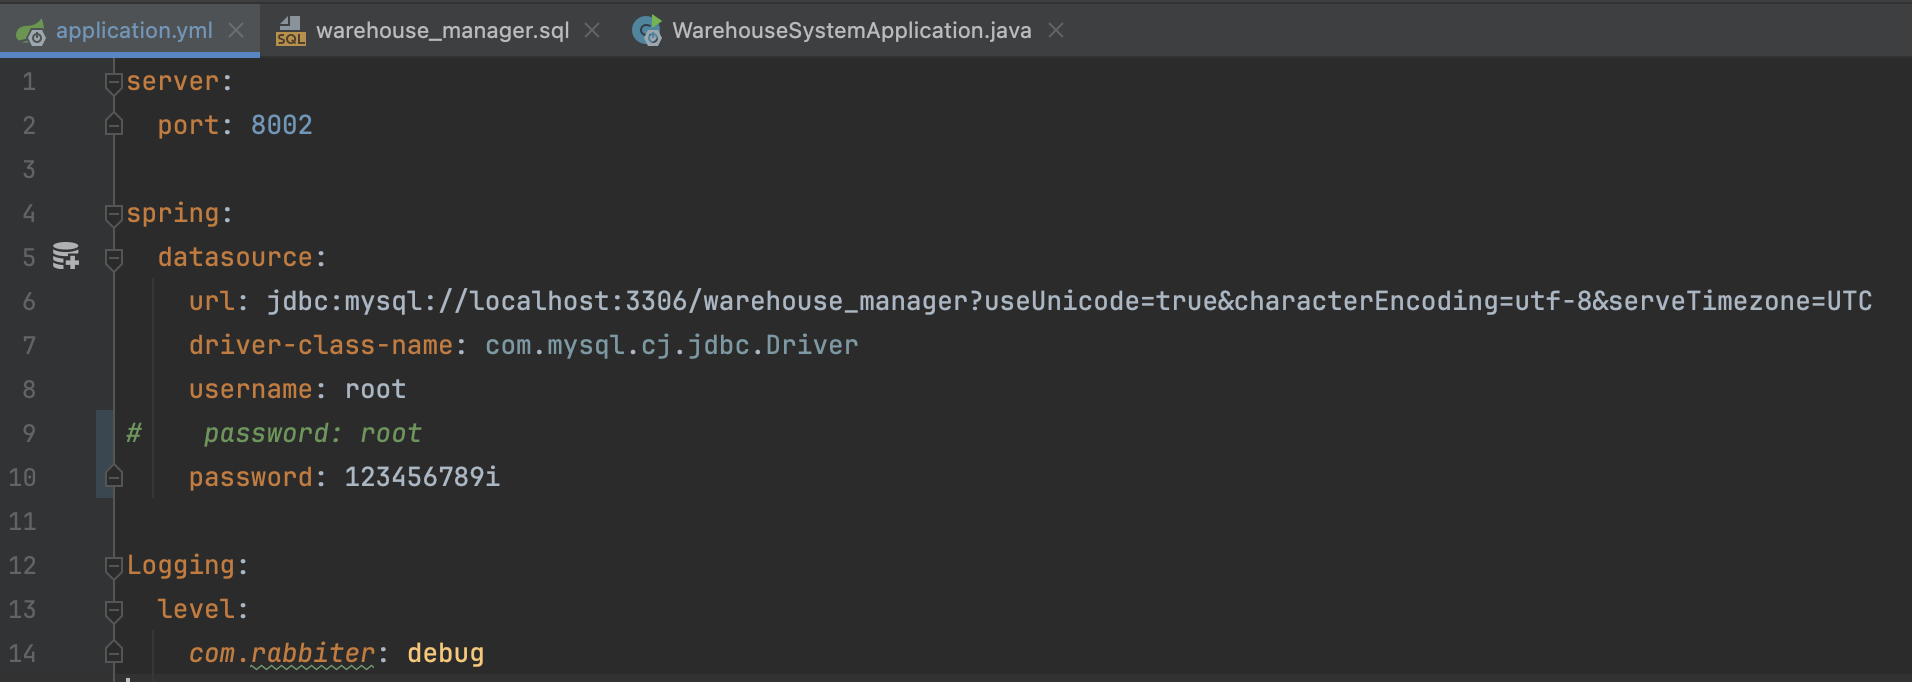 application.yml
SQL warehouse_manager.sql
WarehouseSystemApplication.java
1 server:
2 port: 8002
3
4 spring:
5 datasource:
6 url: jdbc:mysql://localhost:3306/warehouse_manager?useUnicode=true&characterEncoding=utf-8&serveTimezone=UTC
7 driver-class-name: com.mysql.cj.jdbc.Driver
8 username: root
9 # password: root
10 password: 123456789i
11
12 Logging:
13 level:
14 com.rabbiter: debug